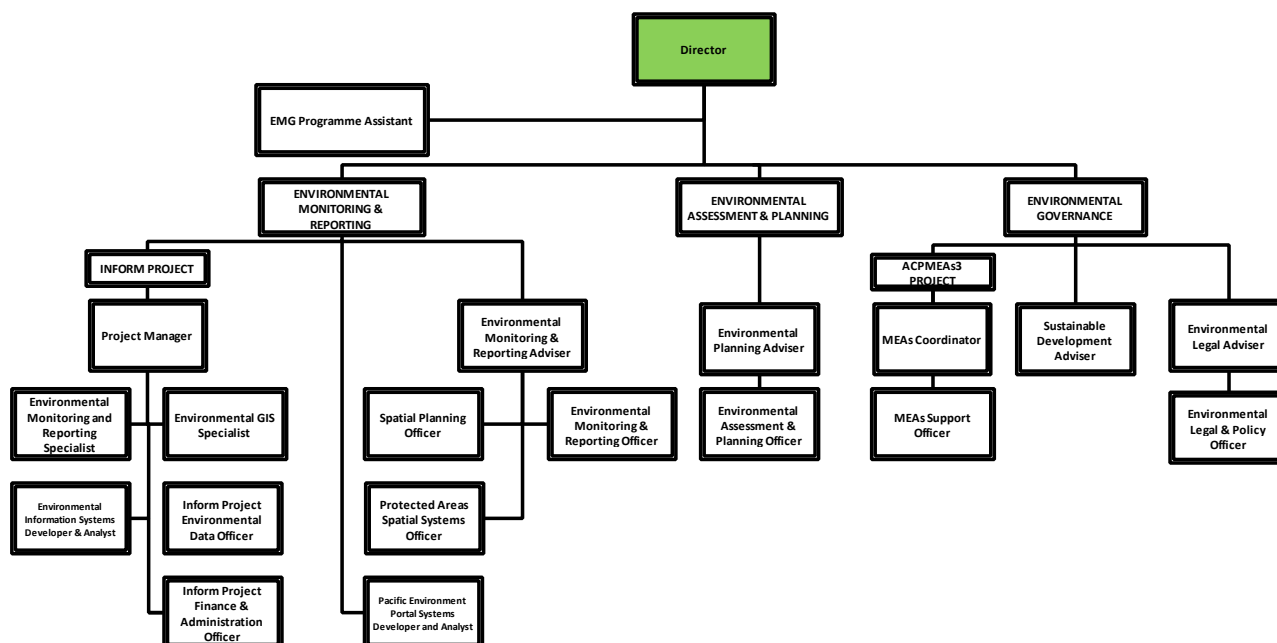 Director
EMG Programme Assistant
ENVIRONMENTAL
MONITORING &
REPORTING
ENVIRONMENTAL
ASSESSMENT & PLANNING
ENVIRONMENTAL
GOVERNANCE
INFORM PROJECT
ACPMEAs3
PROJECT
Project Manager
Environmental
Monitoring &
Reporting Adviser
Environmental
Planning Adviser
MEAs Coordinator
Sustainable
Development
Adviser
Environmental
Legal Adviser
Environmental
Monitoring and
Reporting
Specialist
Environmental GIS
Specialist
Spatial Planning
Officer
Environmental
Monitoring &
Reporting Officer
Environmental
Assessment &
Planning Officer
MEAs Support
Officer
Environmental
Legal & Policy
Officer
Environmental
Information Systems
Developer & Analyst
Inform Project
Environmental
Data Officer
Protected Areas
Spatial Systems
Officer
Inform Project
Finance &
Administration
Officer
Pacific Environment
Portal Systems
Developer and Analyst